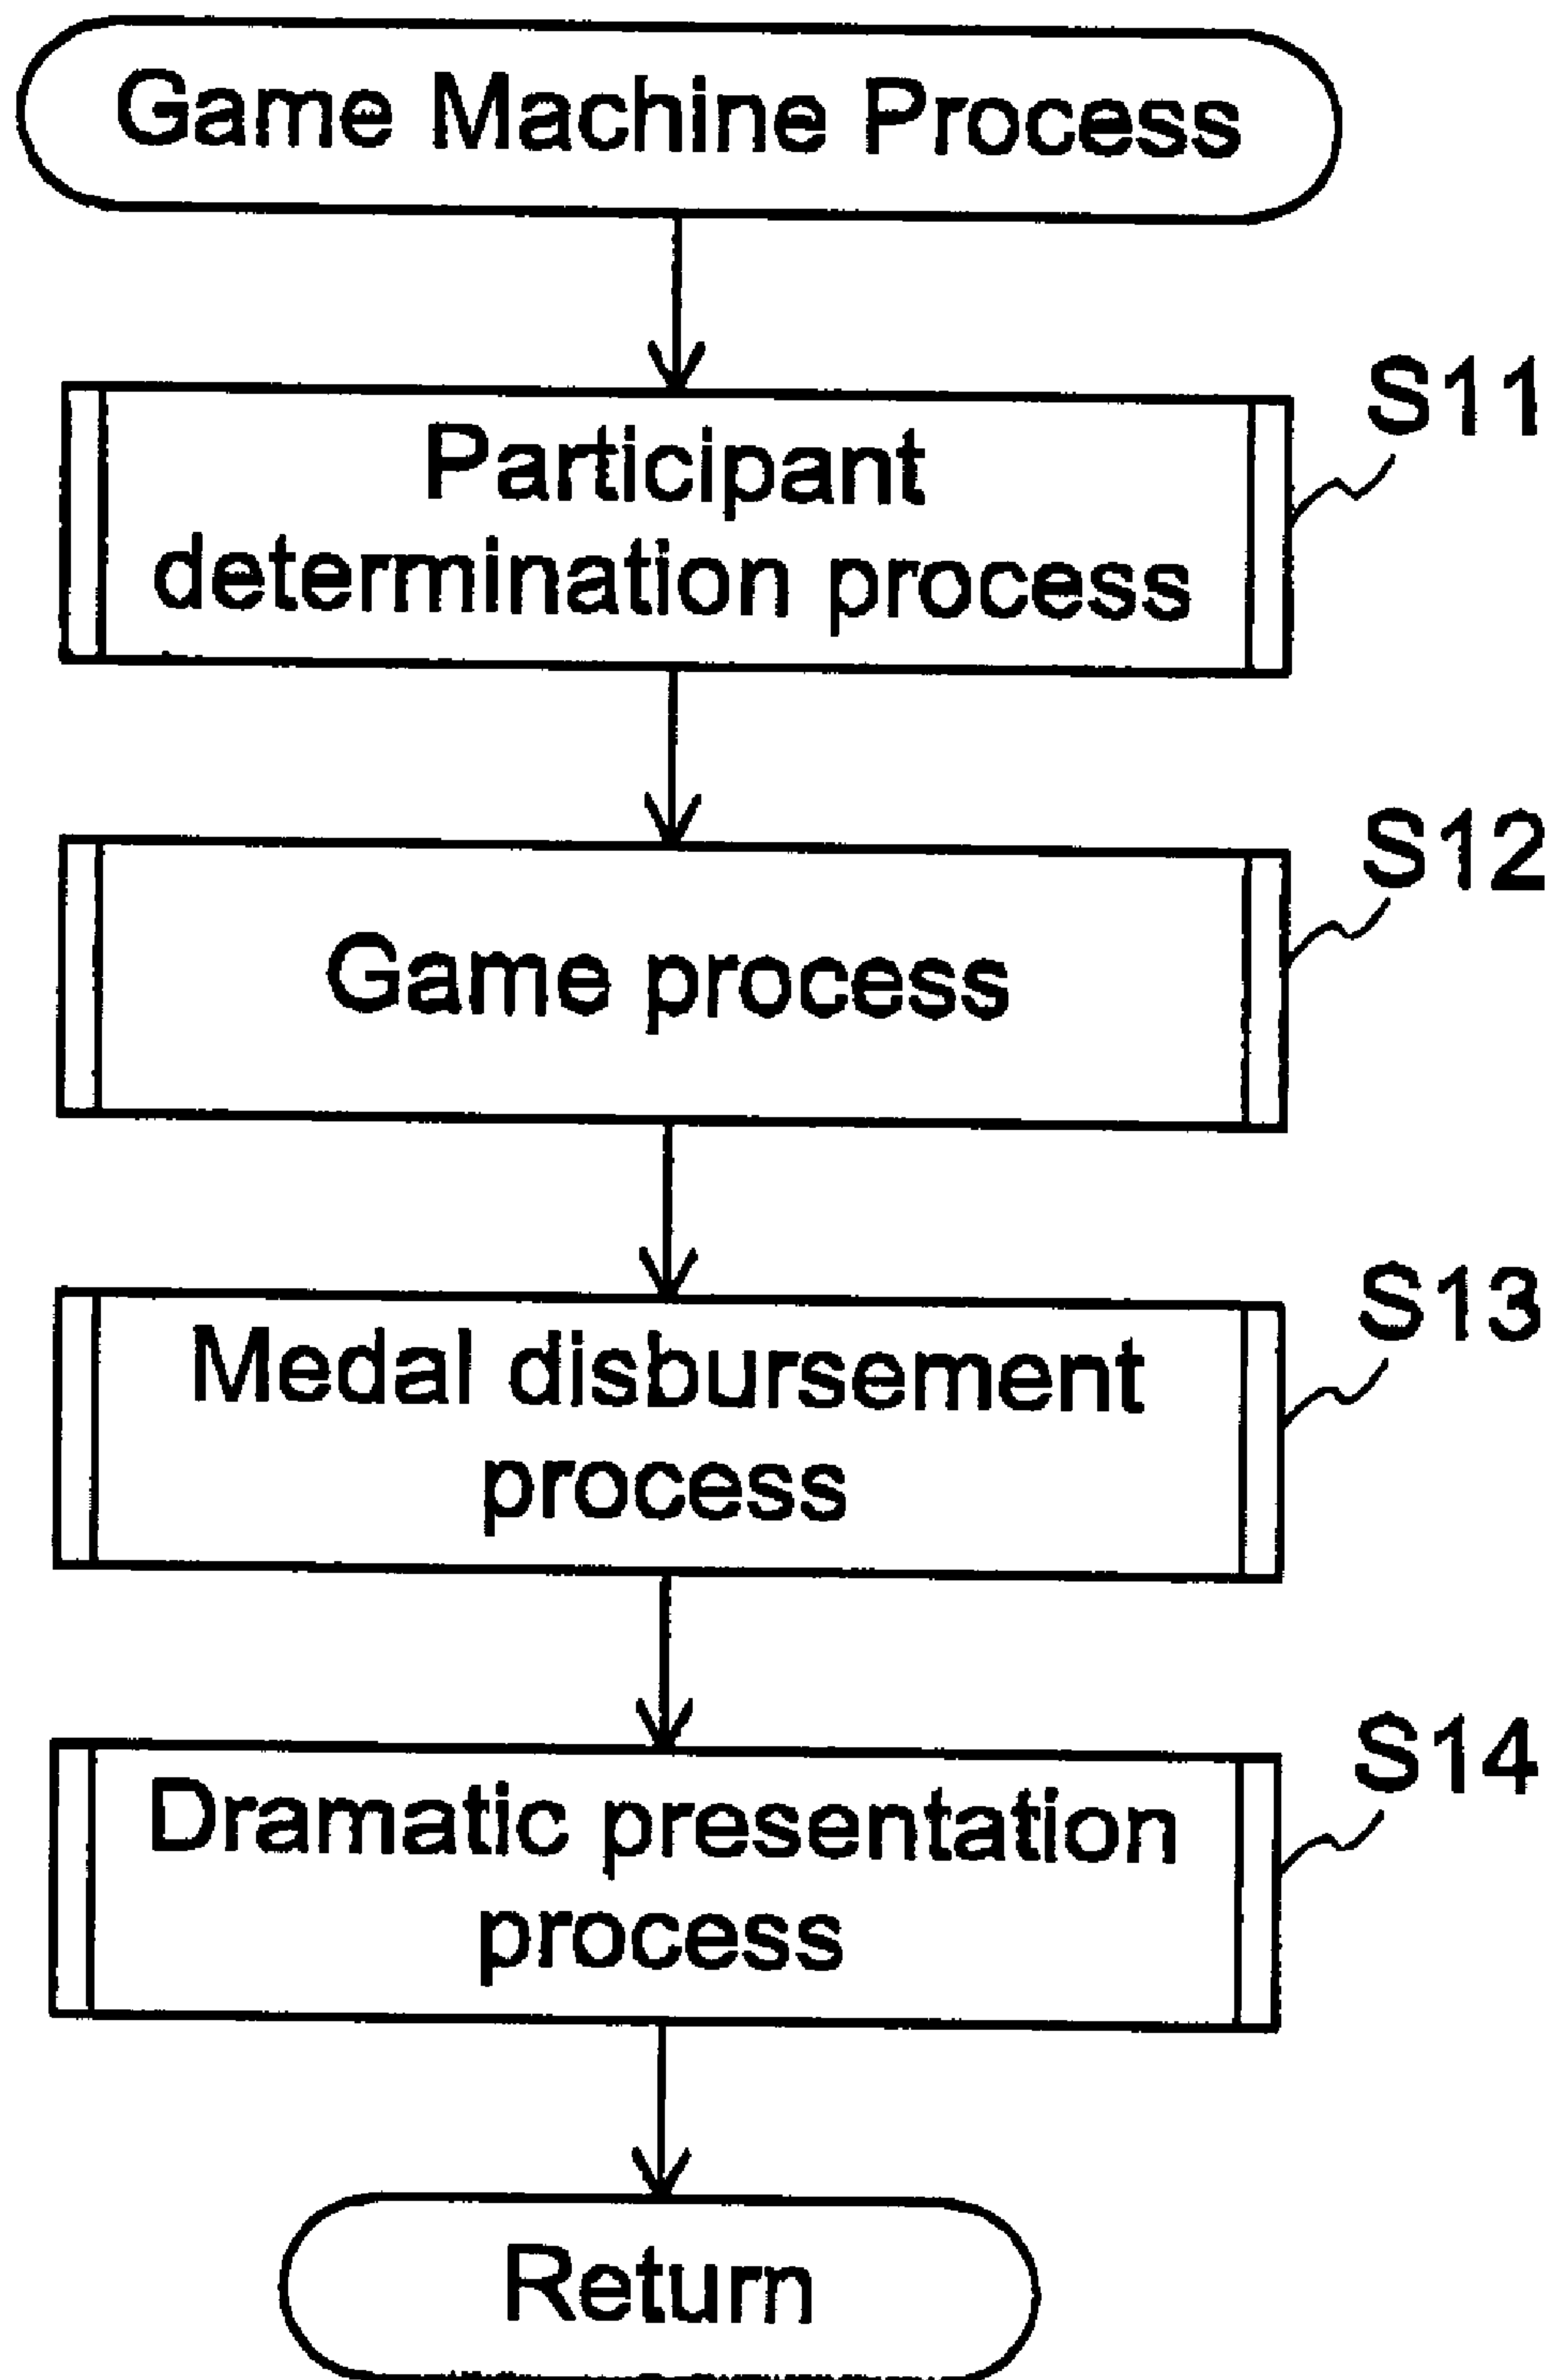 Game Machine Process
S11
Participant
determination process
S12
Game process
S13
Medal disbursement
process
S14
Dramatic presentation
process
Return